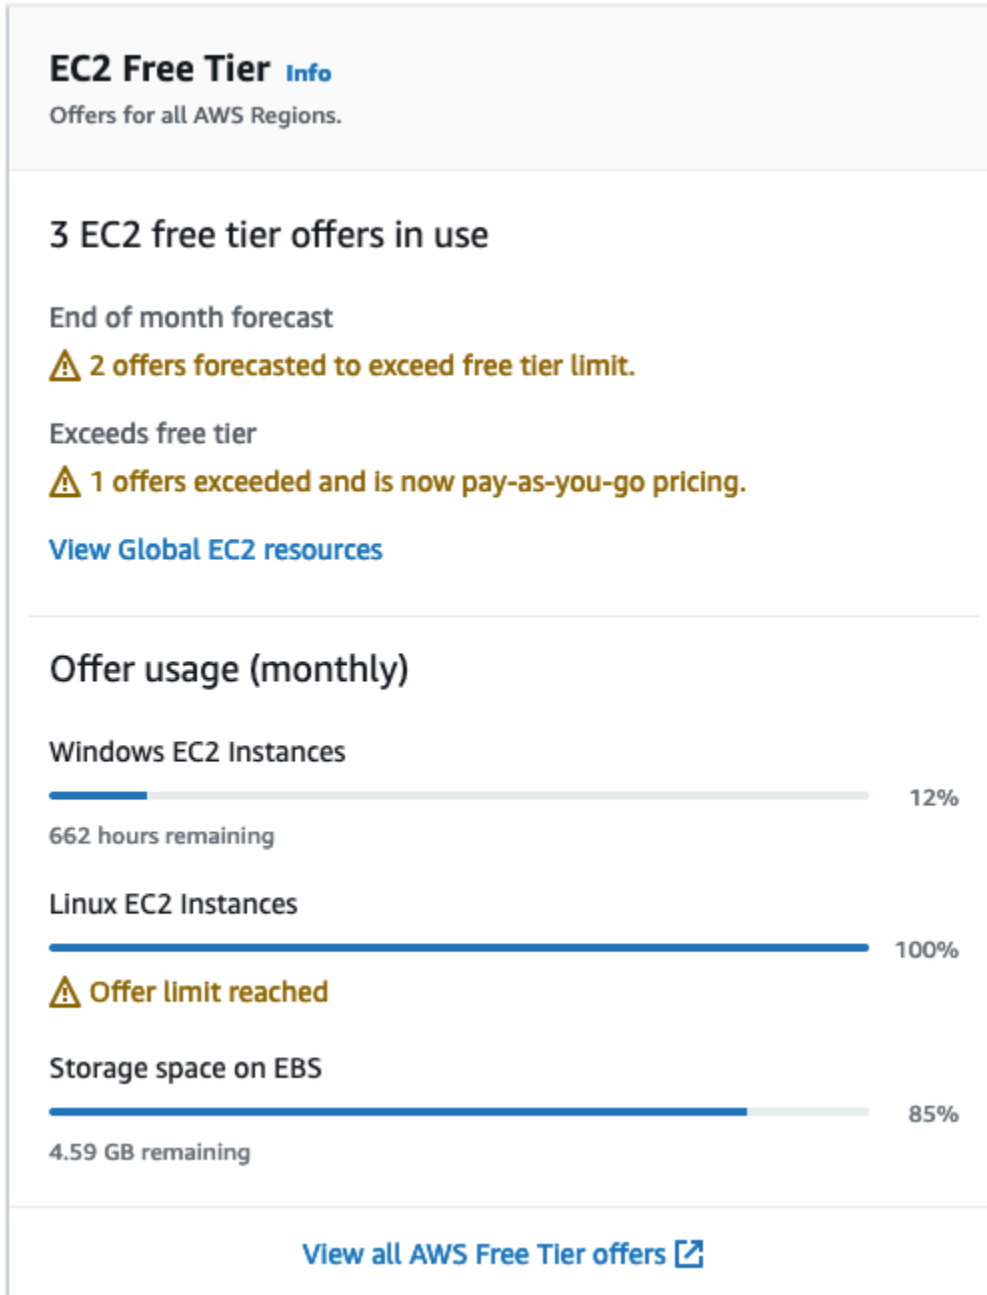 EC2 Free Tier Info
Offers for all AWS Regions.
3 EC2 free tier offers in use
End of month forecast
2 offers forecasted to exceed free tier limit.
Exceeds free tier
1 offers exceeded and is now pay-as-you-go pricing.
View Global EC2 resources
Offer usage (monthly)
Windows EC2 Instances
12%
662 hours remaining
Linux EC2 Instances
100%
Offer limit reached
Storage space on EBS
85%
4.59 GB remaining
View all AWS Free Tier offers